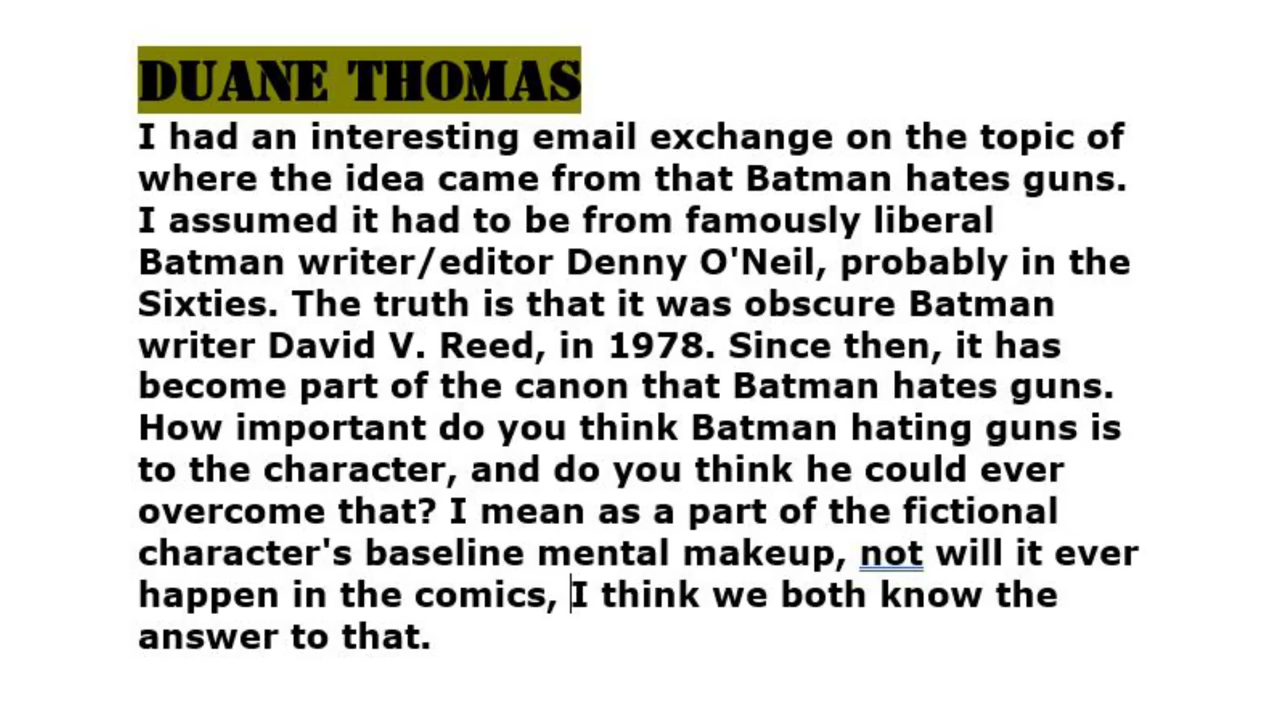 DUANE THOMAS
I had an interesting email exchange on the topic of
where the idea came from that Batman hates guns.
I assumed it had to be from famously liberal
Batman writer/editor Denny O'Neil, probably in the
Sixties. The truth is that it was obscure Batman
writer David V. Reed, in 1978. Since then, it has
become part of the canon that Batman hates guns.
How important do you think Batman hating guns is
to the character, and do you think he could ever
overcome that? I mean as a part of the fictional
character's baseline mental makeup, not will it ever
happen in the comics, I think we both know the
answer to that.